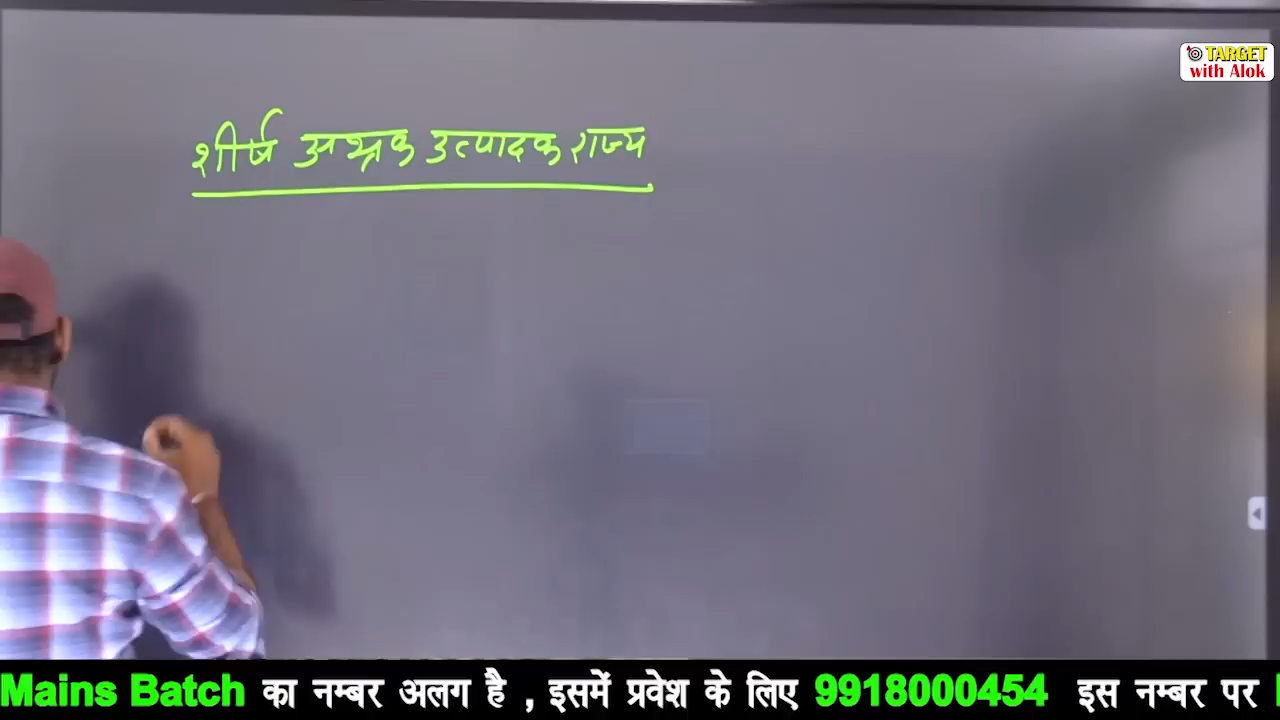 TARGET
with Alok
शीर्ष अभ्रक उत्पादक राज्य
Mains Batch का नम्बर अलग है , इसमें प्रवेश के लिए 9918000454 इस नम्बर पर